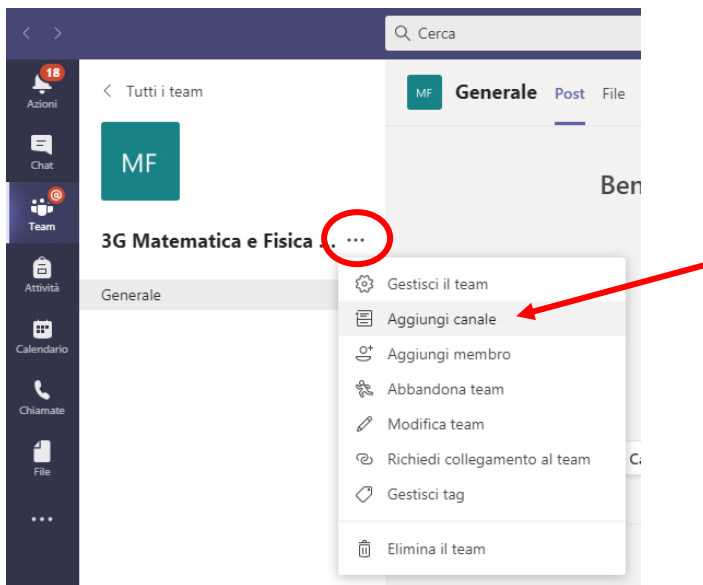 Cerca
18
Azioni
Chat
@
Team
Attività
Calendario
Chiamate
File
Tutti i team
MF
3G Matematica e Fisica ...
Generale
MF Generale Post File
Ben
Gestisci il team
Aggiungi canale
Aggiungi membro
Abbandona team
Modifica team
Richiedi collegamento al team
Gestisci tag
Elimina il team